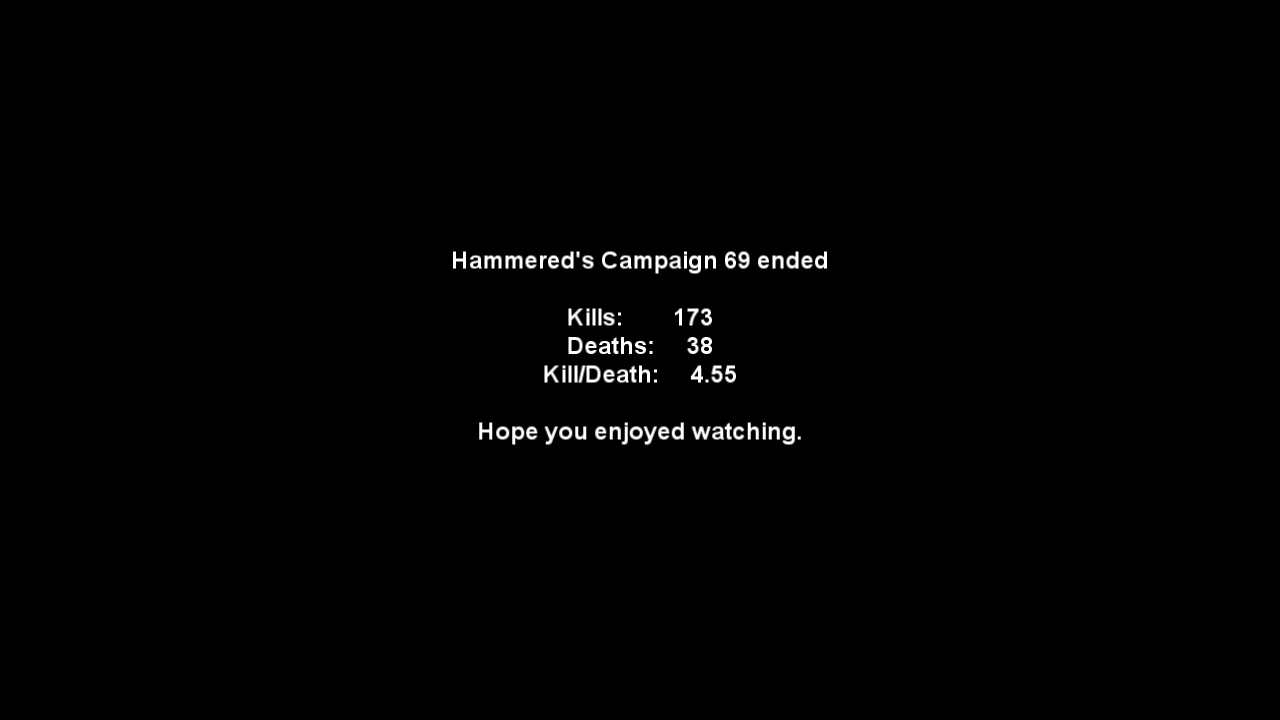 Hammered's Campaign 69 ended
Kills: 173
Deaths: 38
Kill/Death: 4.55
Hope you enjoyed watching.